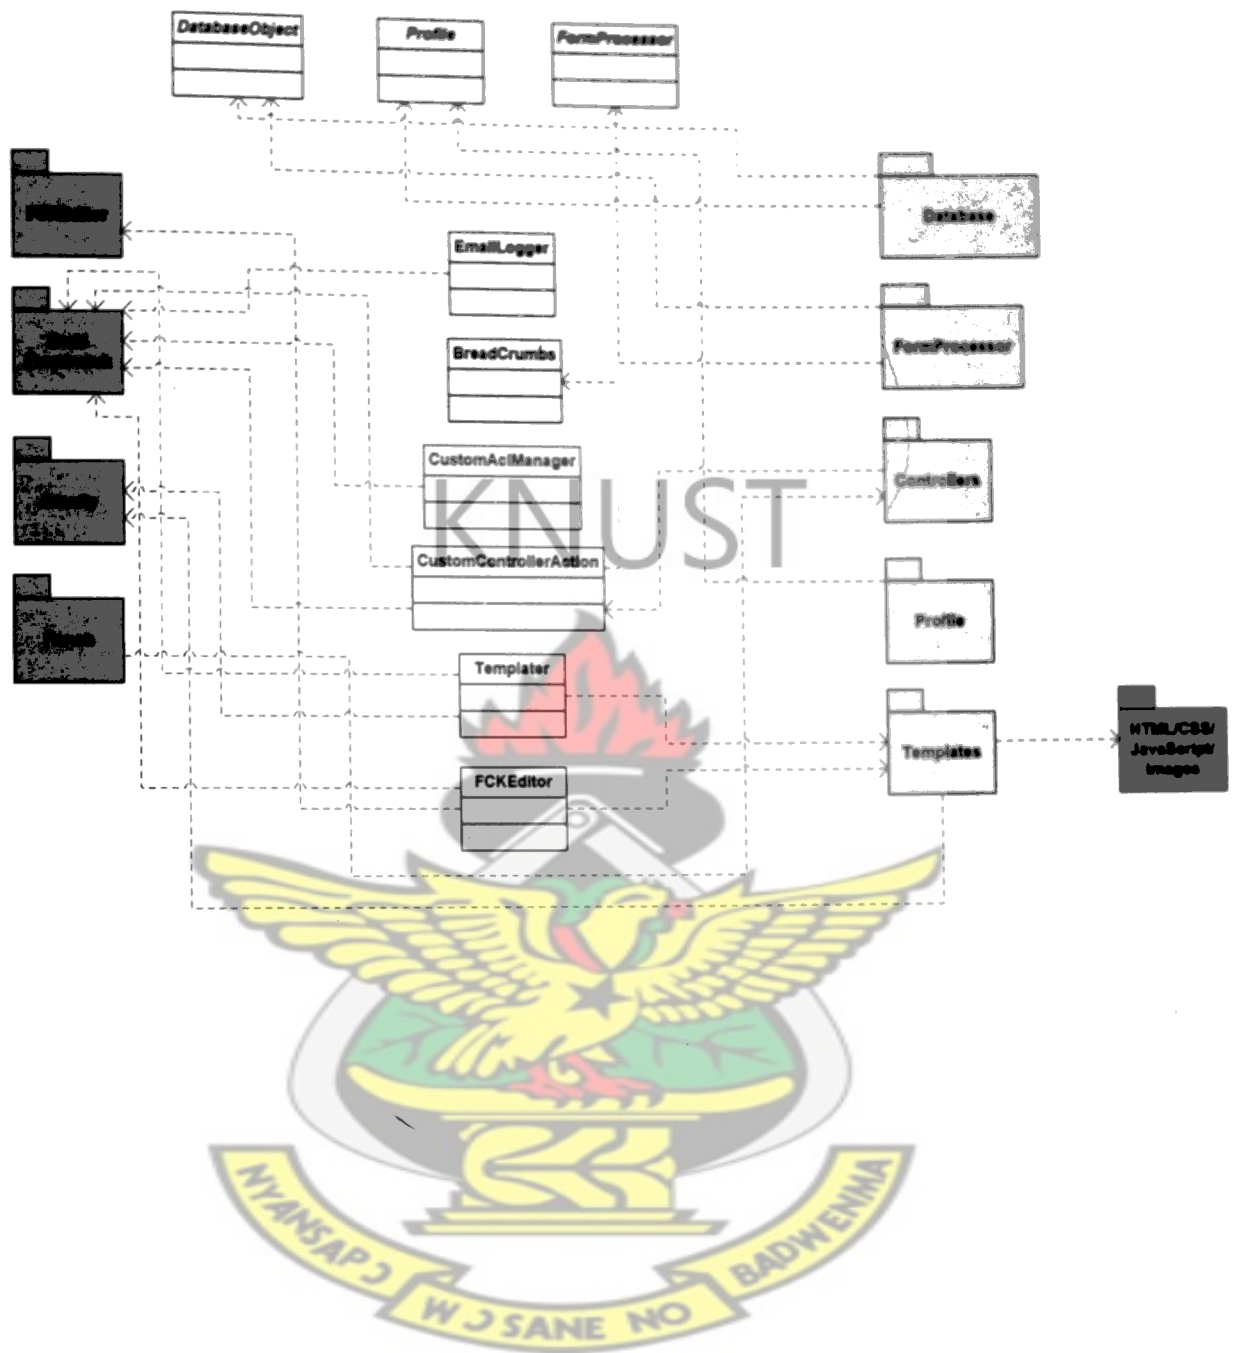 DatabaseObject
Profile
FormProcessor
Database
EmailLogger
FormProcessor
BreadCrumbs
CustomAclManager
Controllers
KNUST
CustomControllerAction
Profile
Templater
Templates
HTML/CSS/
JavaScript/
Images
FCKEditor
NYANSAPƆ
WƆSANE NO
BADWENMA